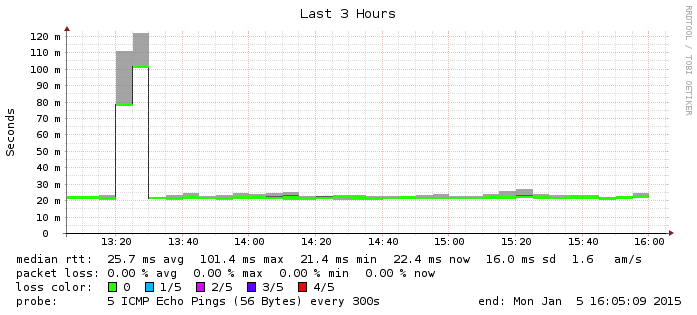 Last 3 Hours
RRDTOOL / TOBI OETIKER
Seconds
120 m
110 m
100 m
90 m
80 m
70 m
60 m
50 m
40 m
30 m
20 m
10 m
0
13:20 13:40 14:00 14:20 14:40 15:00 15:20 15:40 16:00
median rtt: 25.7 ms avg 101.4 ms max 21.4 ms min 22.4 ms now 16.0 ms sd 1.6 am/s
packet loss: 0.00 % avg 0.00 % max 0.00 % min 0.00 % now
loss color: 0 1/5 2/5 3/5 4/5
probe: 5 ICMP Echo Pings (56 Bytes) every 300s end: Mon Jan 5 16:05:09 2015